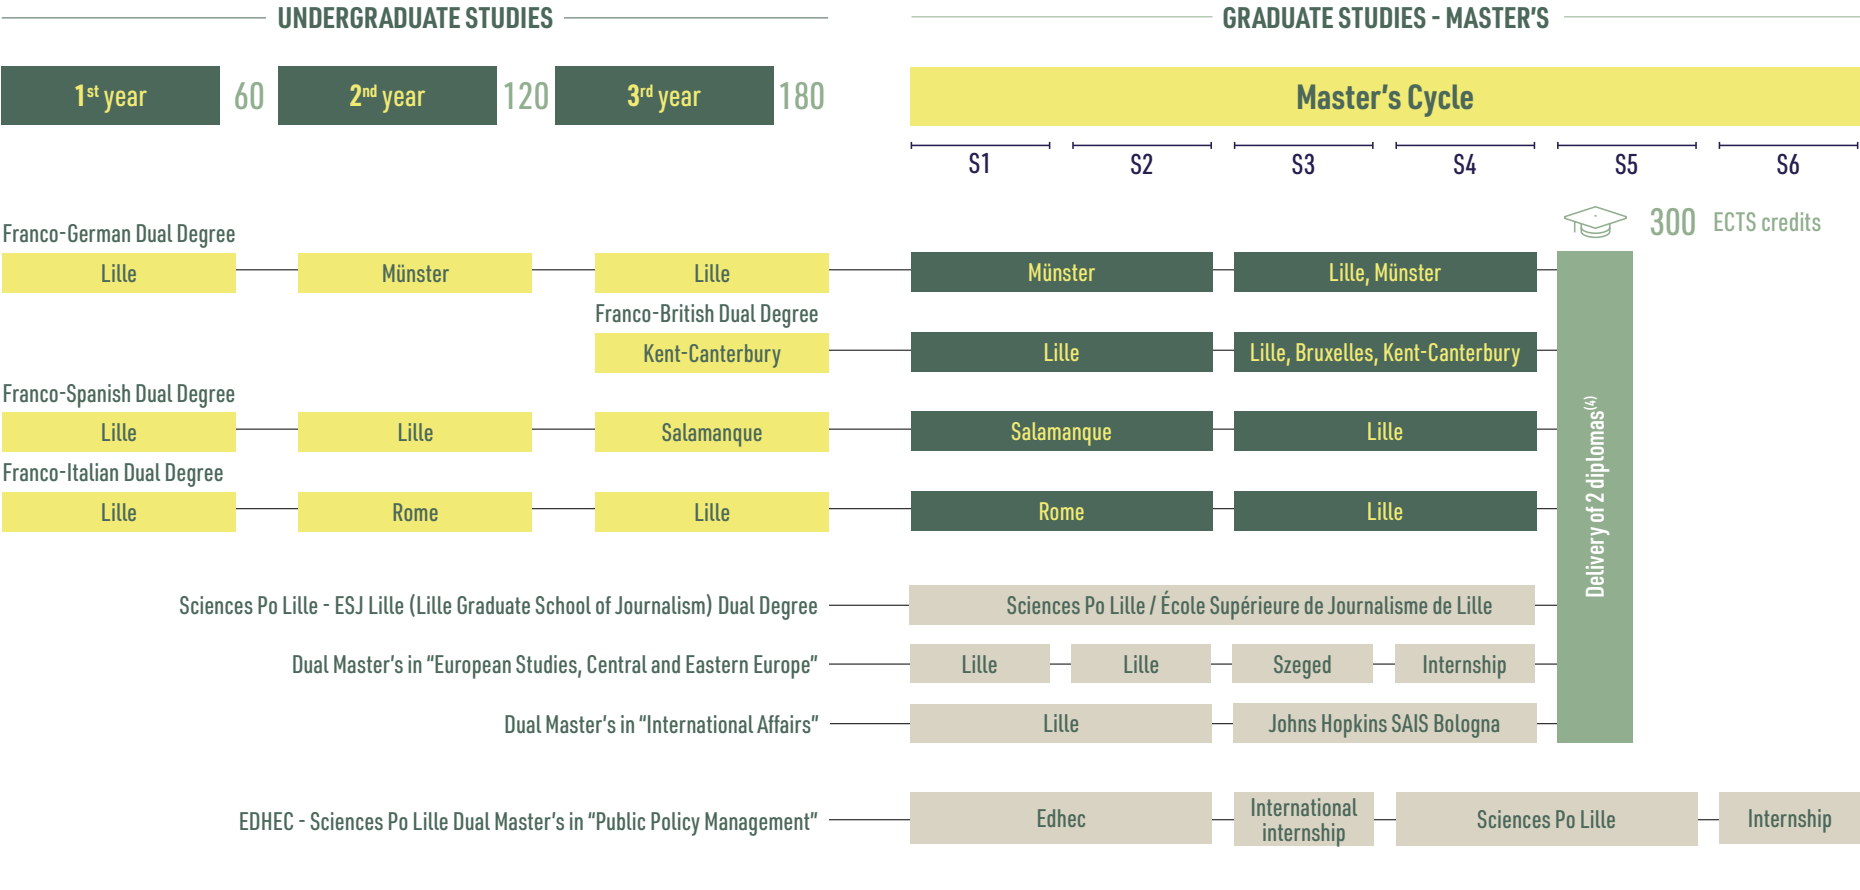 UNDERGRADUATE STUDIES
GRADUATE STUDIES - MASTER'S
1st year 60 2nd year 120 3rd year 180
Master's Cycle
S1 S2 S3 S4 S5 S6
300 ECTS credits
Franco-German Dual Degree
Lille Münster Lille Münster Lille, Münster
Franco-British Dual Degree
Kent-Canterbury Lille Lille, Bruxelles, Kent-Canterbury
Franco-Spanish Dual Degree
Lille Lille Salamanque Salamanque Lille
Franco-Italian Dual Degree
Lille Rome Lille Rome Lille
Delivery of 2 diplomas(4)
Sciences Po Lille - ESJ Lille (Lille Graduate School of Journalism) Dual Degree Sciences Po Lille / École Supérieure de Journalisme de Lille
Dual Master's in “European Studies, Central and Eastern Europe” Lille Lille Szeged Internship
Dual Master's in “International Affairs” Lille Johns Hopkins SAIS Bologna
EDHEC - Sciences Po Lille Dual Master's in “Public Policy Management” Edhec International internship Sciences Po Lille Internship